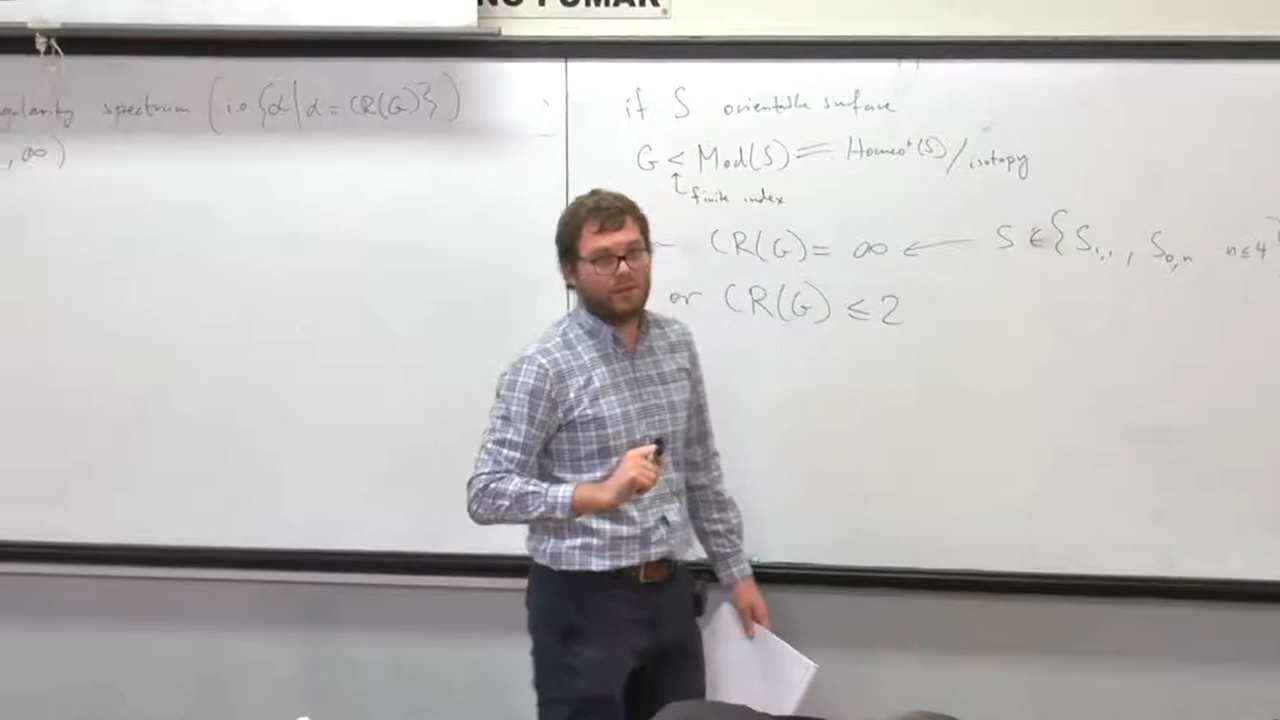 NO FUMAR
gularity spectrum (i.e. {α | α = CR(G)})
, ∞)
if S orientable surface
G < Mod(S) = Homeo⁺(S) / isotopy
↑ finite index
— CR(G) = ∞ ← S ∈ {S₁,₁, S₀,ₙ n ≤ 4}
or CR(G) ≤ 2